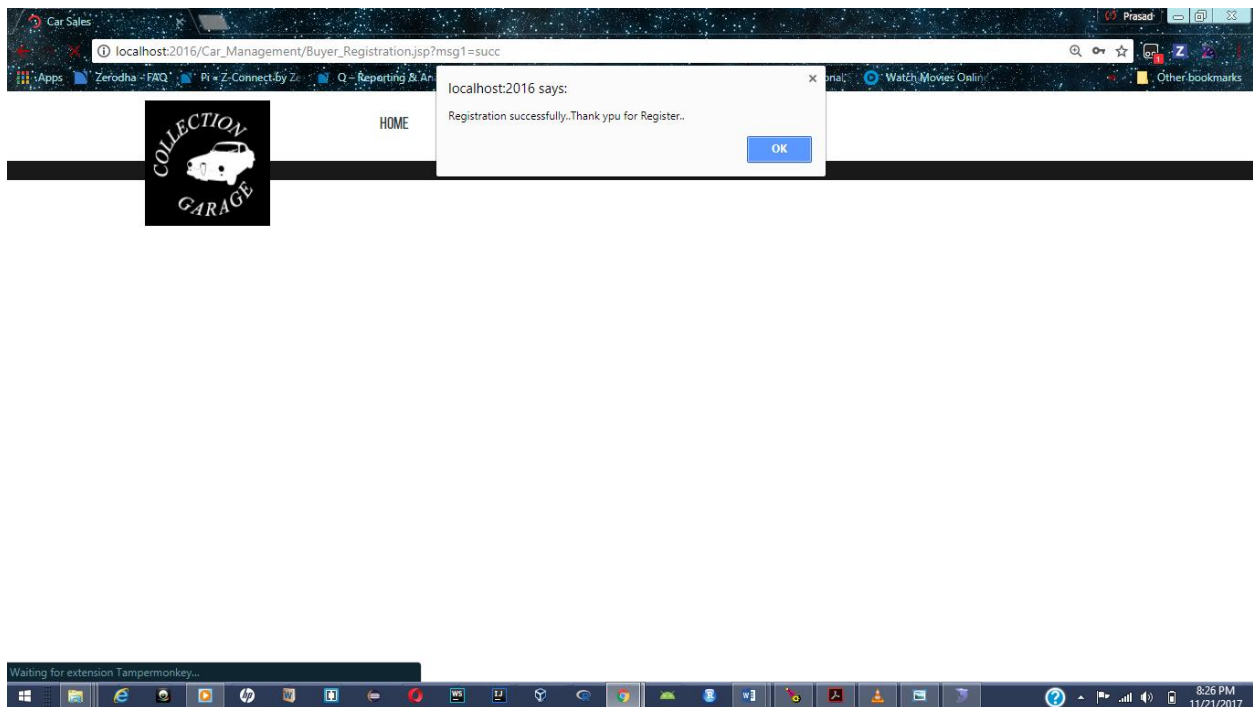 Car Sales
Prasad
localhost:2016/Car_Management/Buyer_Registration.jsp?msg1=succ
Apps Zerodha - FAQ Pi « Z-Connect by Ze Q – Reporting & An onal, Watch Movies Onlin Other bookmarks
localhost:2016 says:
Registration successfully..Thank ypu for Register..
OK
COLLECTION
GARAGE
HOME
Waiting for extension Tampermonkey...
8:26 PM
11/21/2017